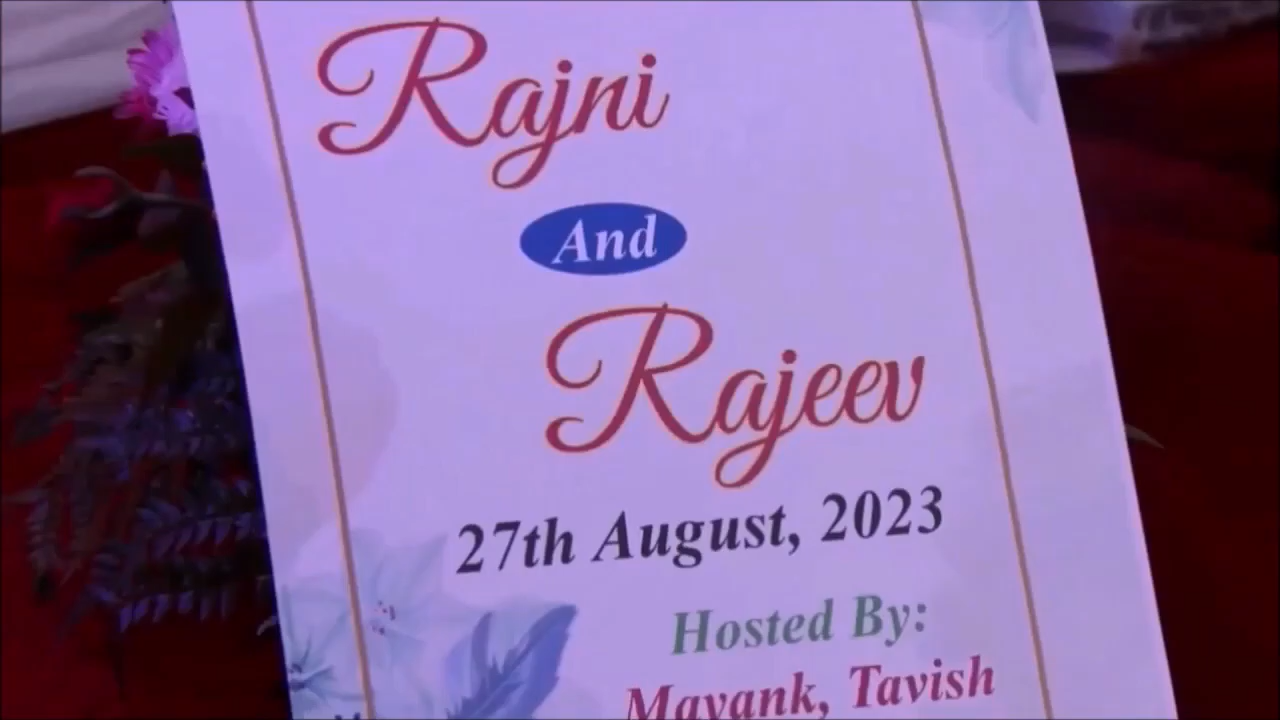 Rajni
And
Rajeev
27th August, 2023
Hosted By:
Mayank, Tavish